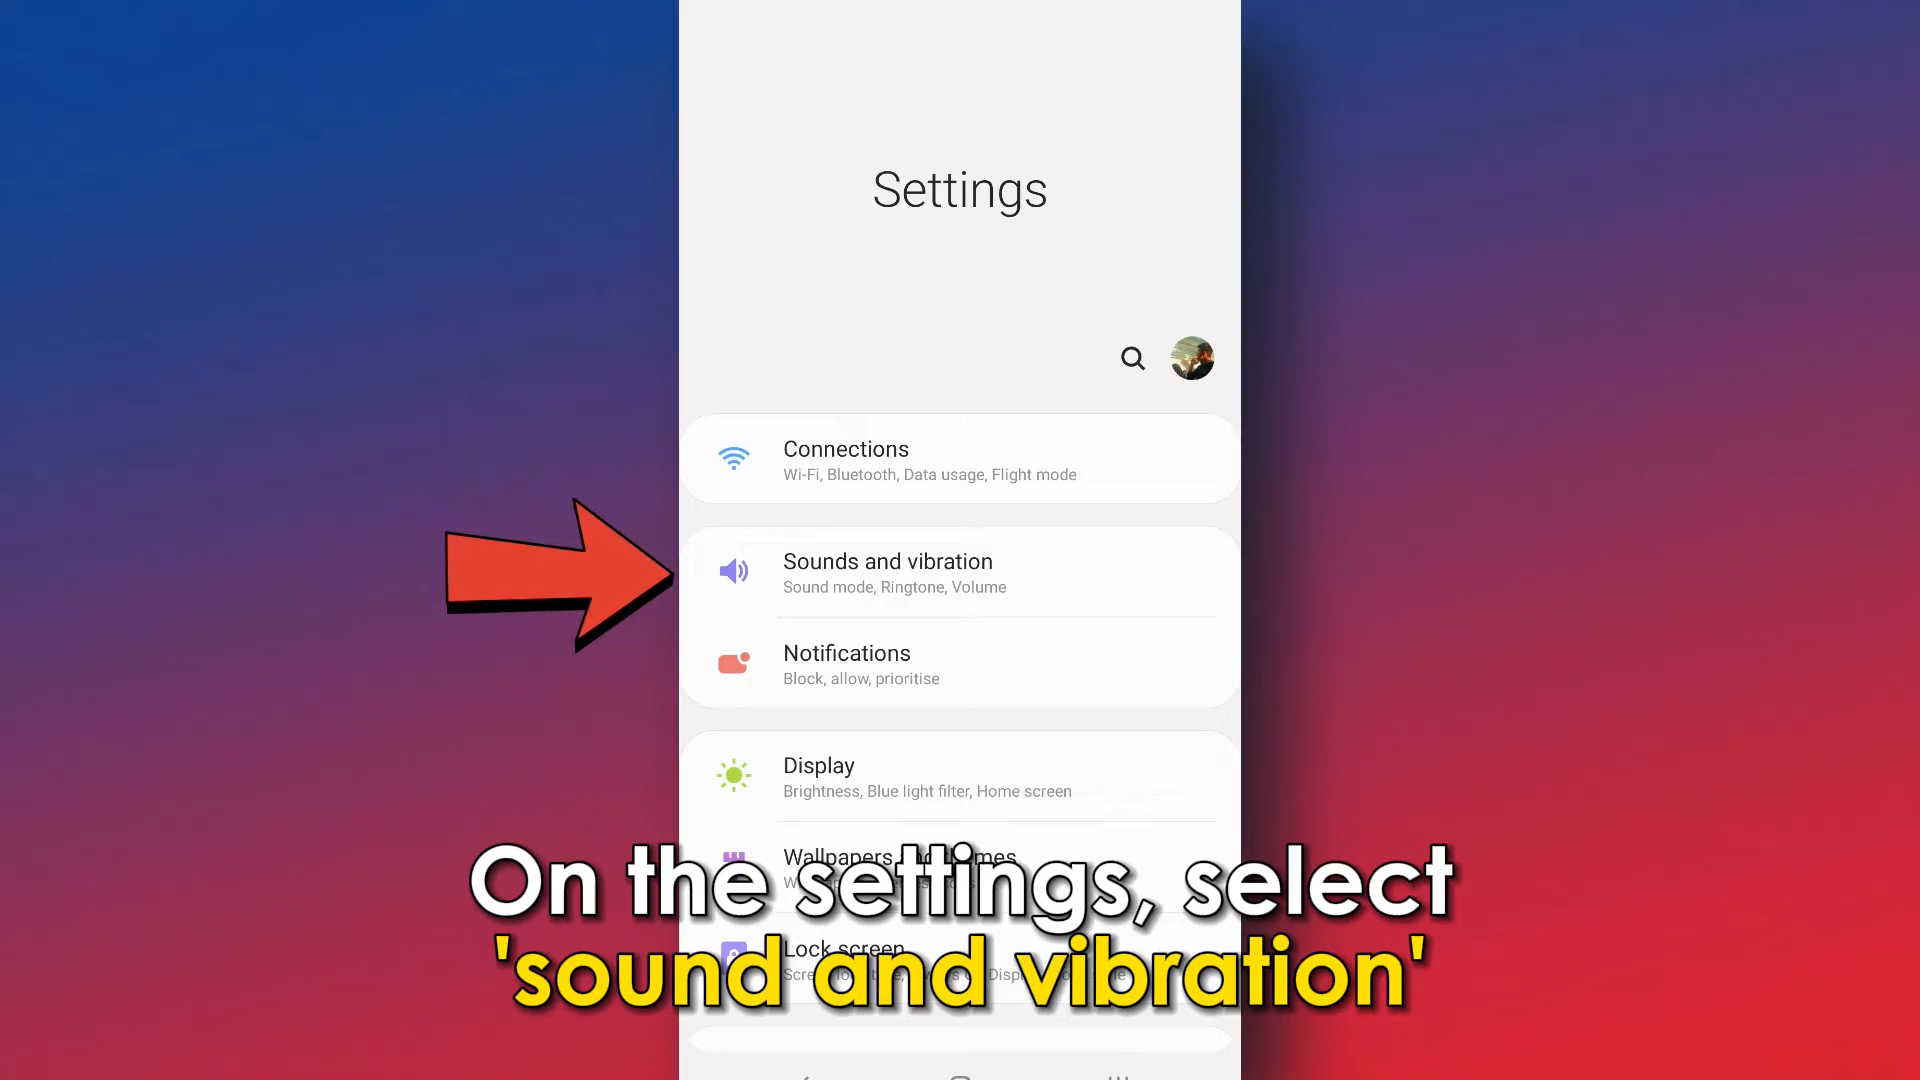 Settings
Connections
Wi-Fi, Bluetooth, Data usage, Flight mode
Sounds and vibration
Sound mode, Ringtone, Volume
Notifications
Block, allow, prioritise
Display
Brightness, Blue light filter, Home screen
Wallpapers
On the settings, select
Lock screen
'sound and vibration'